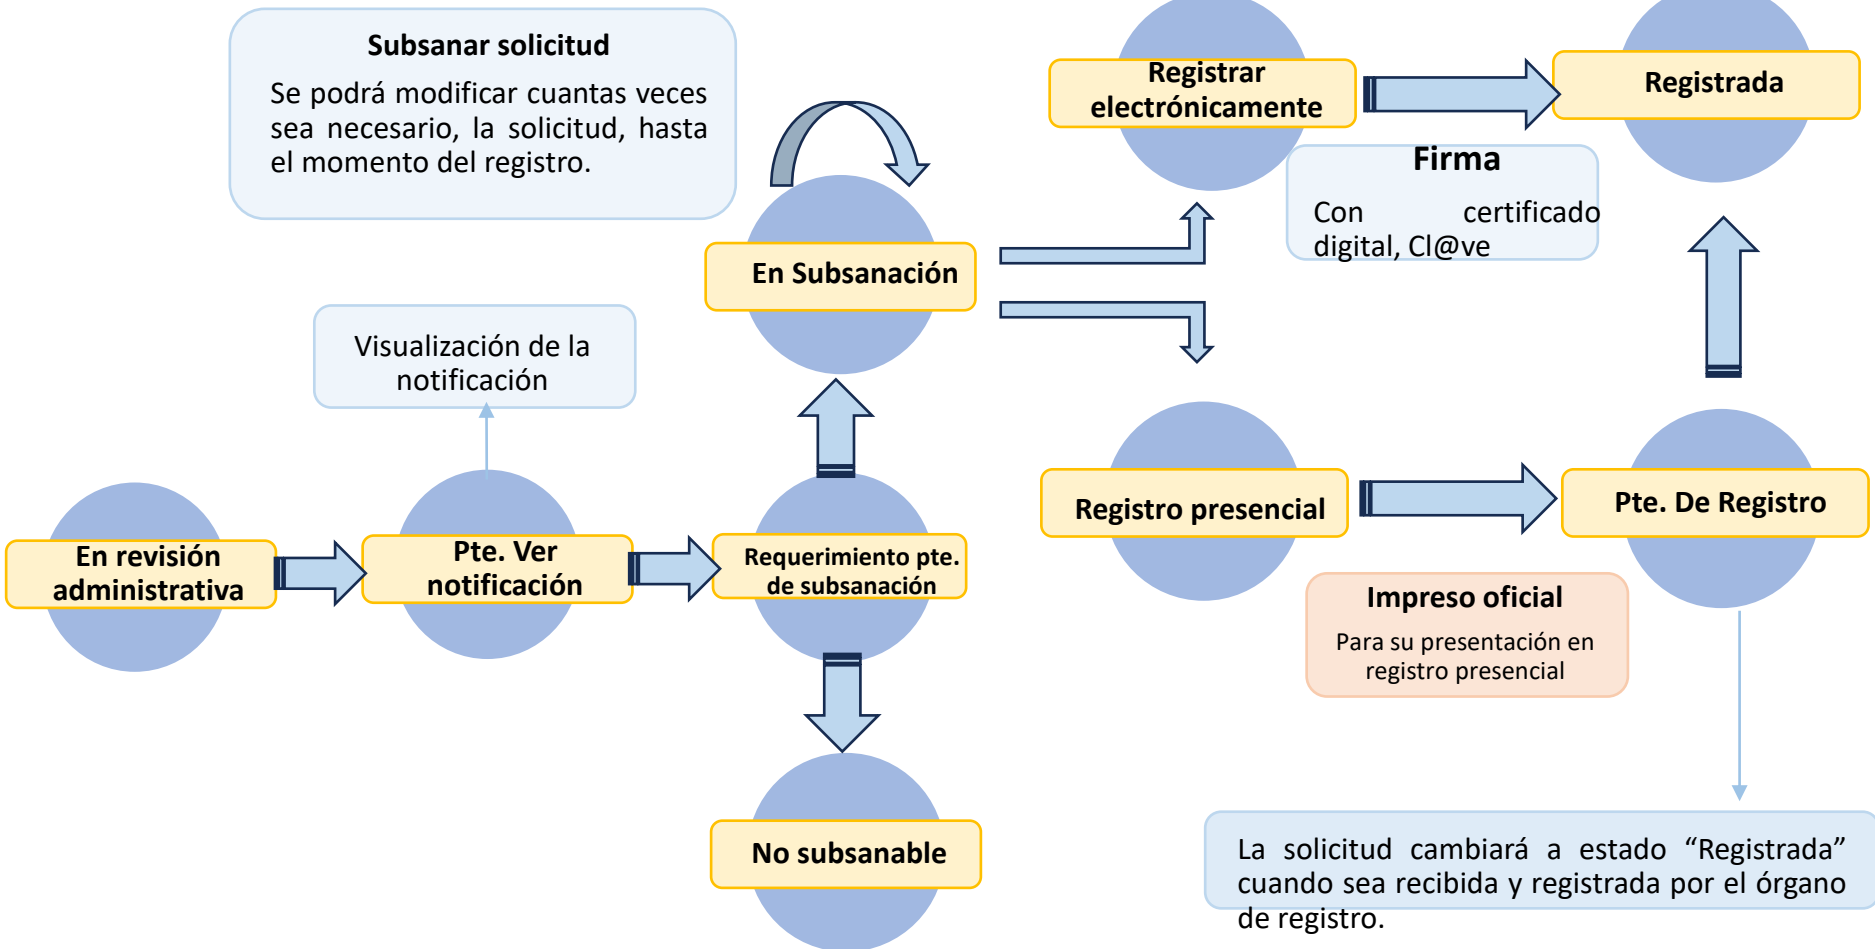 Subsanar solicitud
Se podrá modificar cuantas veces
sea necesario, la solicitud, hasta
el momento del registro.
Registrar
electrónicamente
Registrada
Firma
Con certificado
digital, Cl@ve
En Subsanación
Visualización de la
notificación
En revisión
administrativa
Pte. Ver
notificación
Requerimiento pte.
de subsanación
Registro presencial
Pte. De Registro
Impreso oficial
Para su presentación en
registro presencial
No subsanable
La solicitud cambiará a estado “Registrada”
cuando sea recibida y registrada por el órgano
de registro.